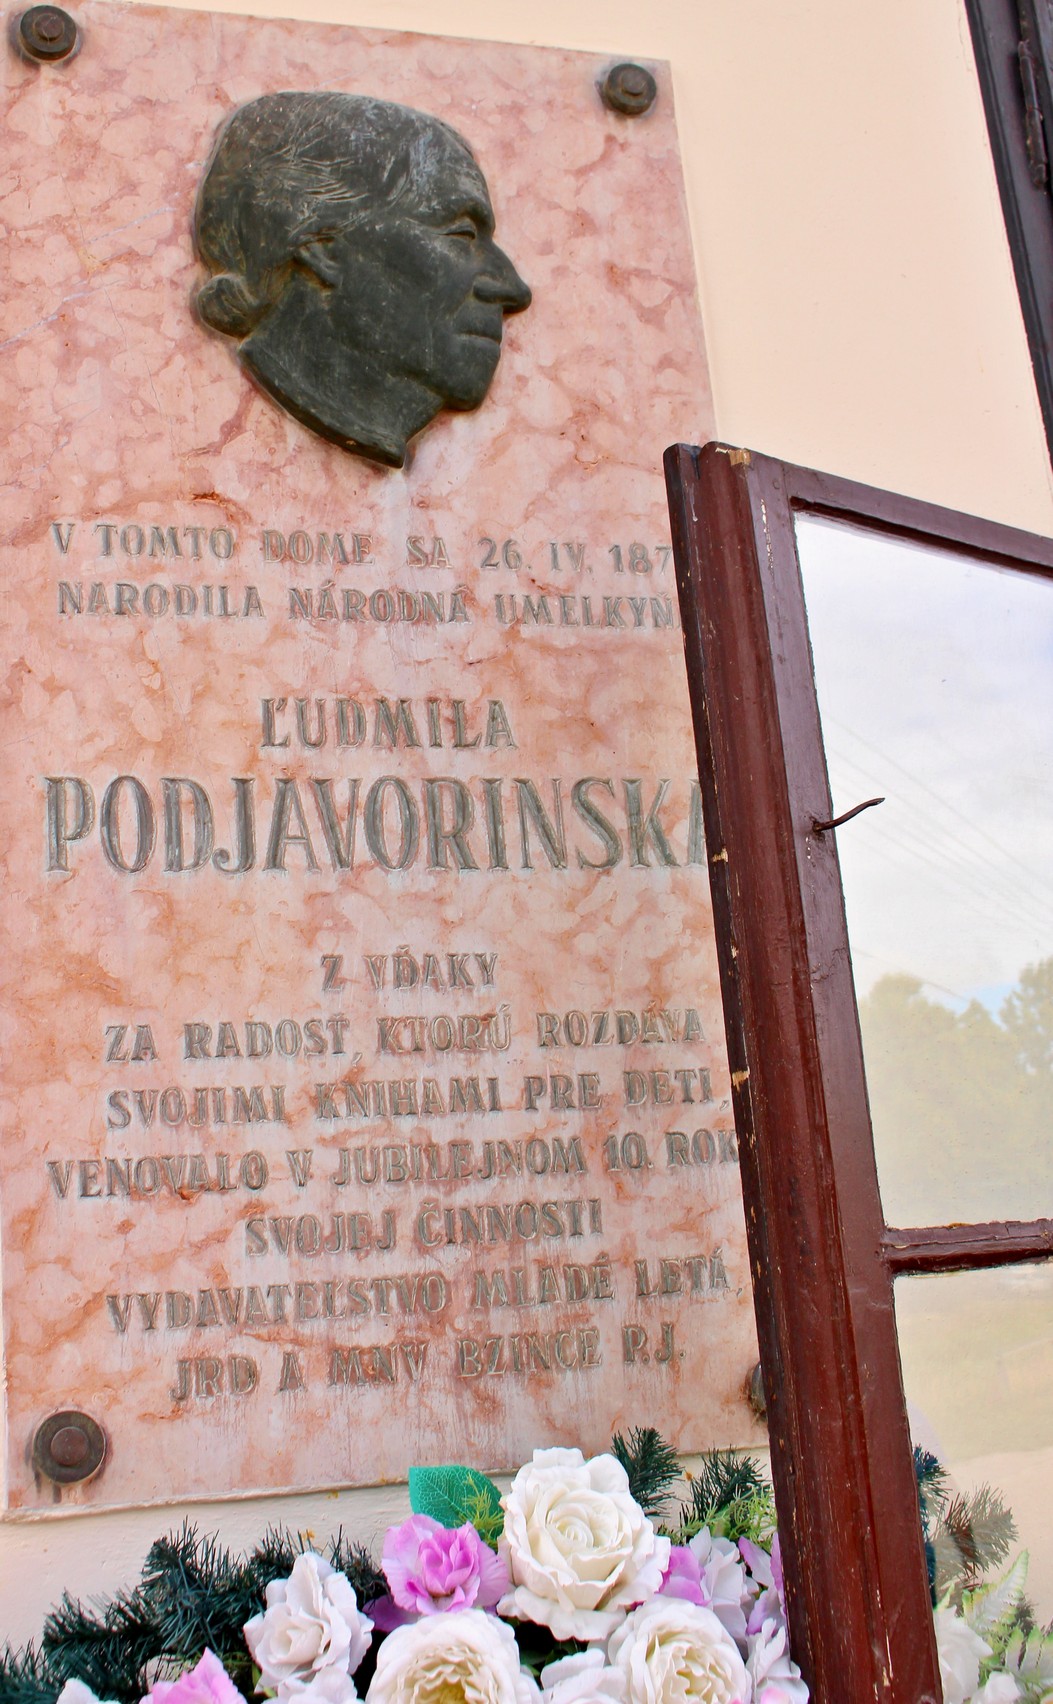 V TOMTO DOME SA 26. IV. 187
NARODILA NÁRODNÁ UMELKYŇ
ĽUDMILA
PODJAVORINSKA
Z VĎAKY
ZA RADOSŤ, KTORÚ ROZDÁVA
SVOJIMI KNIHAMI PRE DETI,
VENOVALO V JUBILEJNOM 10. ROK
SVOJEJ ČINNOSTI
VYDAVATEĽSTVO MLADÉ LETÁ,
JRD A MNV BZINCE P.J.